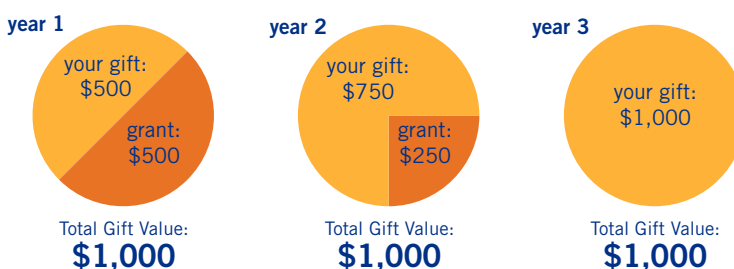 year 1
your gift:
$500
grant:
$500
Total Gift Value:
$1,000
year 2
your gift:
$750
grant:
$250
Total Gift Value:
$1,000
year 3
your gift:
$1,000
Total Gift Value:
$1,000